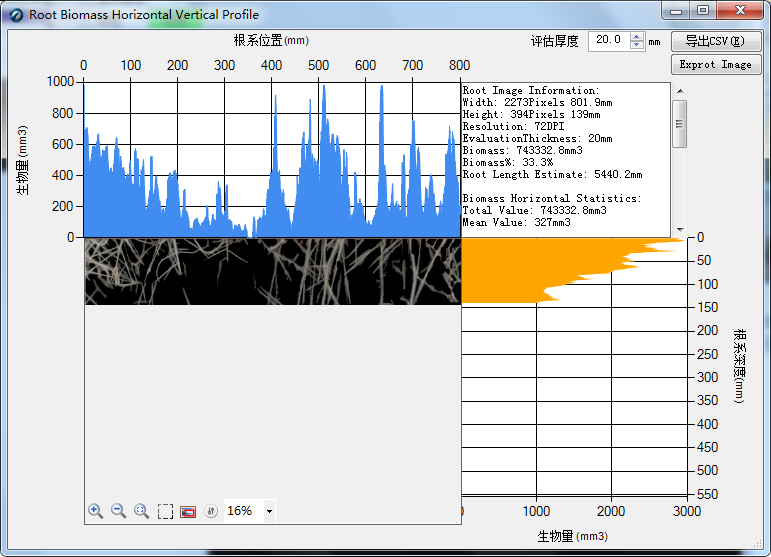 Root Biomass Horizontal Vertical Profile
根系位置(mm)
评估厚度 20.0 mm
导出CSV(E)
Exprot Image
0 100 200 300 400 500 600 700 800
1000
800
600
400
200
0
生物量(mm3)
Root Image Information:
Width: 2273Pixels 801.9mm
Height: 394Pixels 139mm
Resolution: 72DPI
EvaluationThickness: 20mm
Biomass: 743332.8mm3
Biomass%: 33.3%
Root Length Estimate: 5440.2mm
Biomass Horizontal Statistics:
Total Value: 743332.8mm3
Mean Value: 327mm3
0
50
100
150
200
250
300
350
400
450
500
550
根系深度(mm)
16%
0 1000 2000 3000
生物量(mm3)